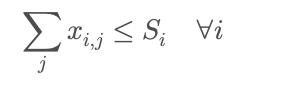 ∑_j x_{i,j} ≤ S_i ∀i